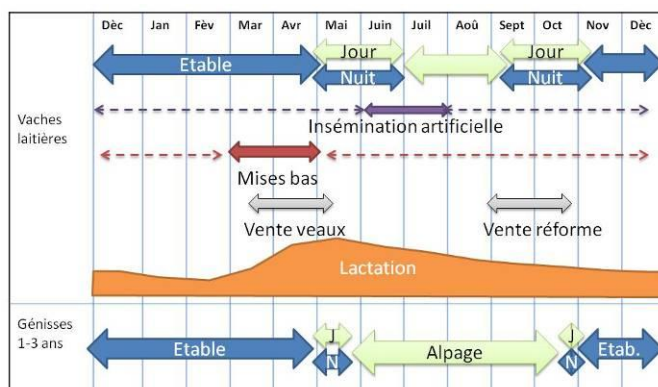 Dèc Jan Fèv Mar Avr Mai Juin Juil Aoû Sept Oct Nov Dèc
Etable Jour Jour
Nuit Nuit
Vaches
laitières
Insémination artificielle
Mises bas
Vente veaux Vente réforme
Lactation
Génisses
1-3 ans
Etable J N Alpage J N Etab.